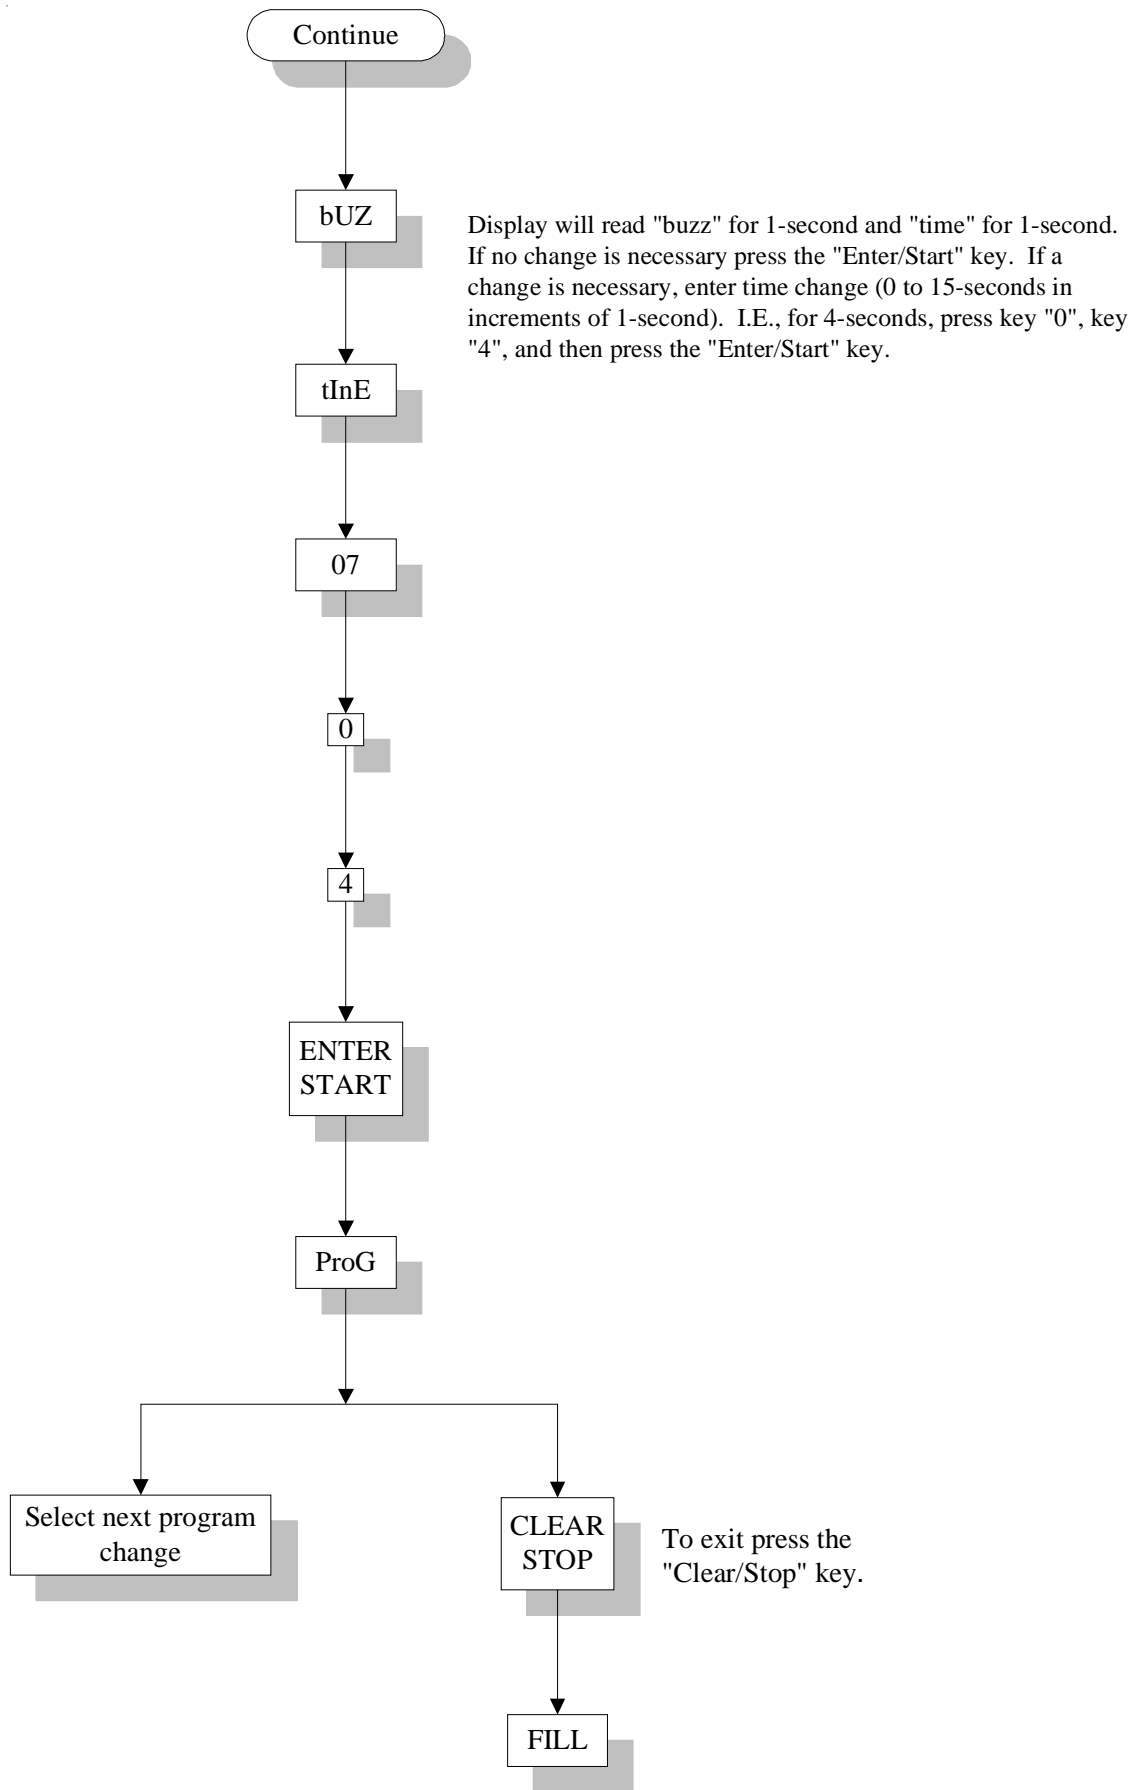 Continue
bUZ
Display will read "buzz" for 1-second and "time" for 1-second.
If no change is necessary press the "Enter/Start" key.  If a
change is necessary, enter time change (0 to 15-seconds in
increments of 1-second).  I.E., for 4-seconds, press key "0", key
"4", and then press the "Enter/Start" key.
tInE
07
0
4
ENTER
START
ProG
Select next program
change
CLEAR
STOP
To exit press the
"Clear/Stop" key.
FILL